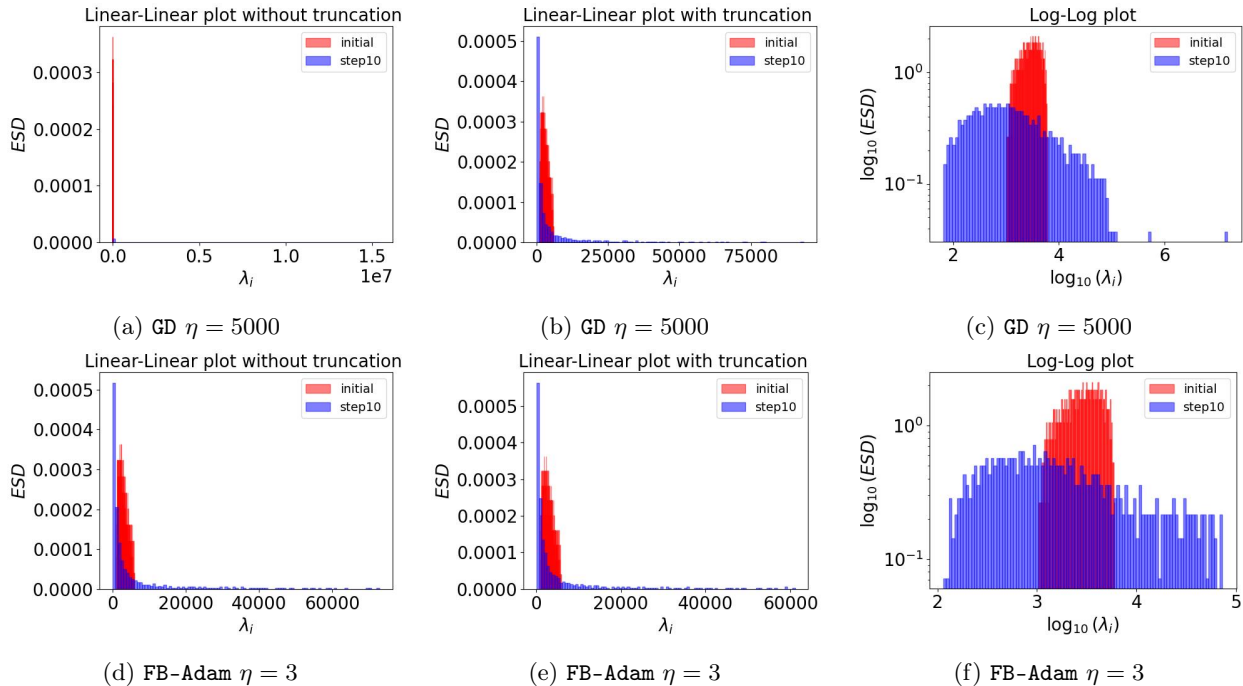 Linear-Linear plot without truncation
initial
step10
0.0003
0.0002
0.0001
0.0000
ESD
0.0
0.5
1.0
1.5
1e7
λᵢ
(a) GD η = 5000
Linear-Linear plot with truncation
initial
step10
0.0005
0.0004
0.0003
0.0002
0.0001
0.0000
ESD
0
25000
50000
75000
λᵢ
(b) GD η = 5000
Log-Log plot
initial
step10
10⁰
10⁻¹
log₁₀ (ESD)
2
4
6
log₁₀ (λᵢ)
(c) GD η = 5000
Linear-Linear plot without truncation
initial
step10
0.0005
0.0004
0.0003
0.0002
0.0001
0.0000
ESD
0
20000
40000
60000
λᵢ
(d) FB-Adam η = 3
Linear-Linear plot with truncation
initial
step10
0.0005
0.0004
0.0003
0.0002
0.0001
0.0000
ESD
0
20000
40000
60000
λᵢ
(e) FB-Adam η = 3
Log-Log plot
initial
step10
10⁰
10⁻¹
log₁₀ (ESD)
2
3
4
5
log₁₀ (λᵢ)
(f) FB-Adam η = 3